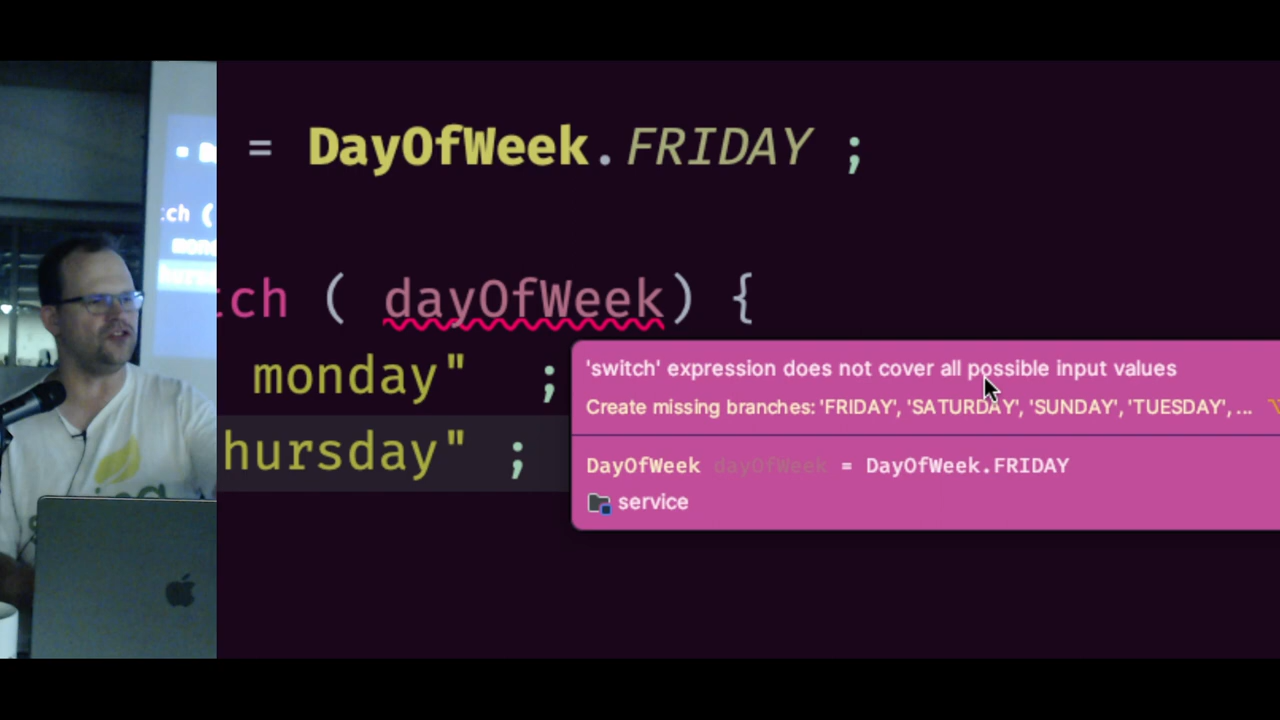 = DayOfWeek.FRIDAY ;
tch ( dayOfWeek) {
monday" ;
hursday" ;
'switch' expression does not cover all possible input values
Create missing branches: 'FRIDAY', 'SATURDAY', 'SUNDAY', 'TUESDAY', ...
DayOfWeek dayOfWeek = DayOfWeek.FRIDAY
service